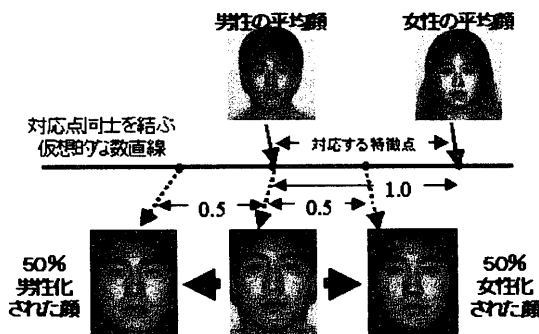 男性の平均顔
女性の平均顔
対応点同士を結ぶ
仮想的な数直線
対応する特徴点
1.0
0.5
0.5
50%
男性化
された顔
50%
女性化
された顔